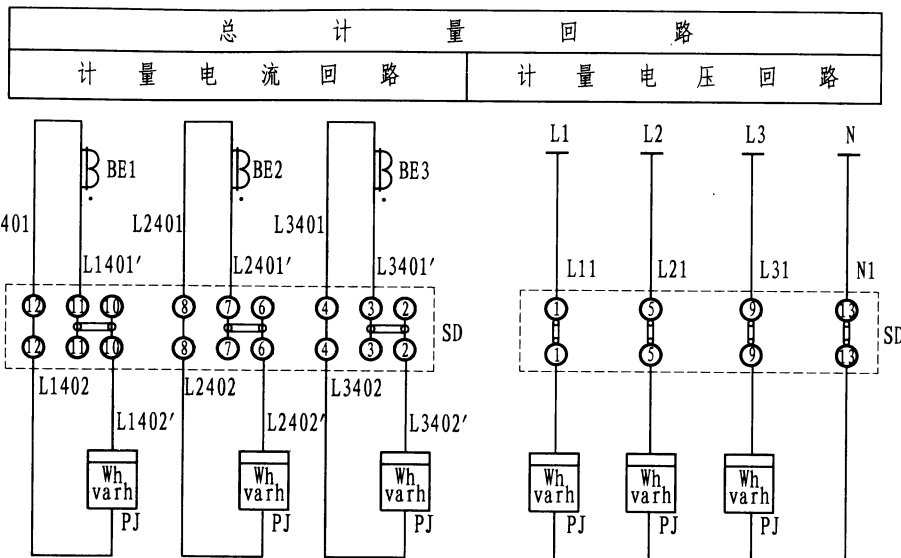 总计量回路
计量电流回路 计量电压回路
L1 L2 L3 N
BE1 BE2 BE3
401 L2401 L3401
L1401′ L2401′ L3401′ L11 L21 L31 N1
12 11 10 8 7 6 4 3 2 1 5 9 13
SD SD
12 11 10 8 7 6 4 3 2 1 5 9 13
L1402 L2402 L3402
L1402′ L2402′ L3402′
Wh Wh Wh Wh Wh Wh
varh varh varh varh varh varh
PJ PJ PJ PJ PJ PJ